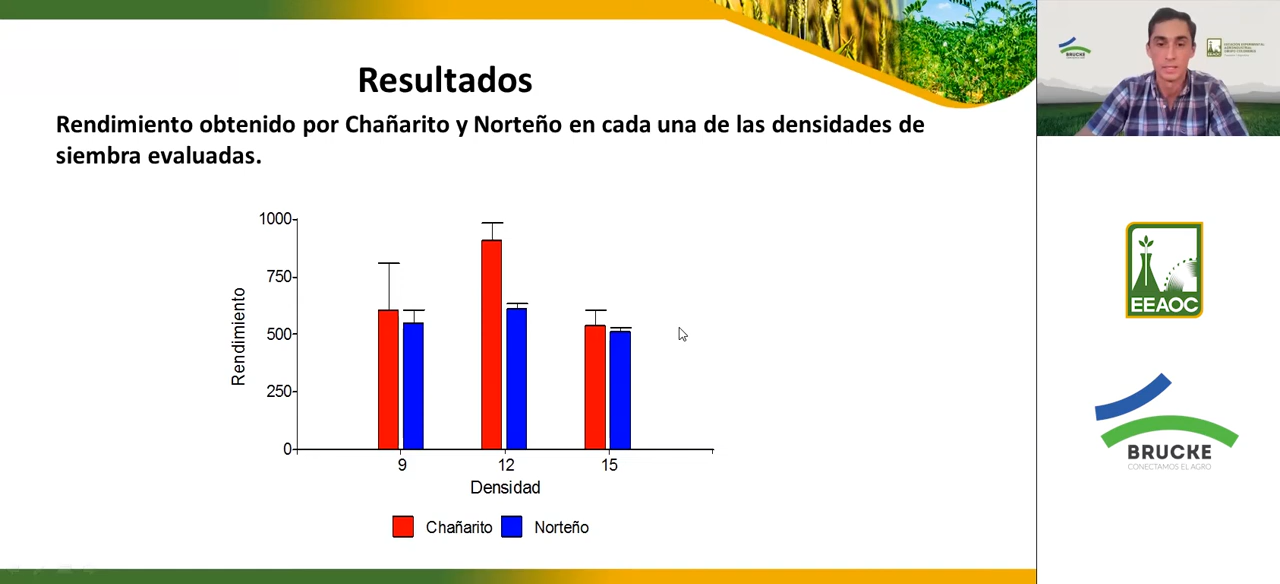 Resultados
Rendimiento obtenido por Chañarito y Norteño en cada una de las densidades de
siembra evaluadas.
1000
750
500
250
0
Rendimiento
9 12 15
Densidad
Chañarito Norteño
BRUCKE
EEAOC
BRUCKE
CONECTAMOS EL AGRO